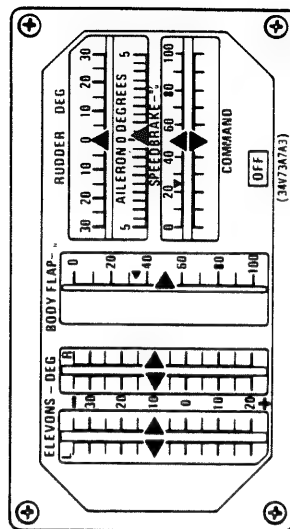 ELEVONS - DEG
L R
-
30
20
10
0
10
20
+
BODY FLAP - %
0
20
40
60
80
100
RUDDER DEG
30 20 10 0 10 20 30
AILERON 0 DEGREES
5 5
SPEEDBRAKE - %
0 20 40 60 80 100
COMMAND
OFF
(34V73A7A3)